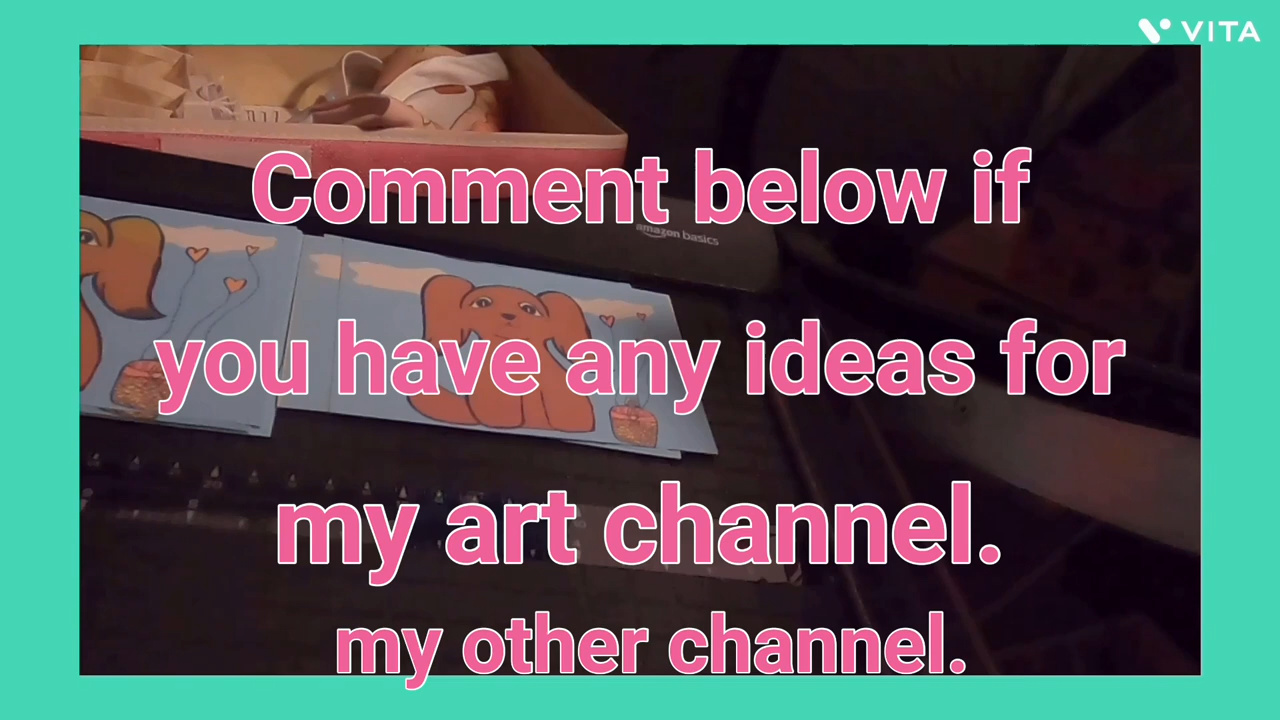 VITA
Comment below if
amazon basics
you have any ideas for
my art channel.
my other channel.